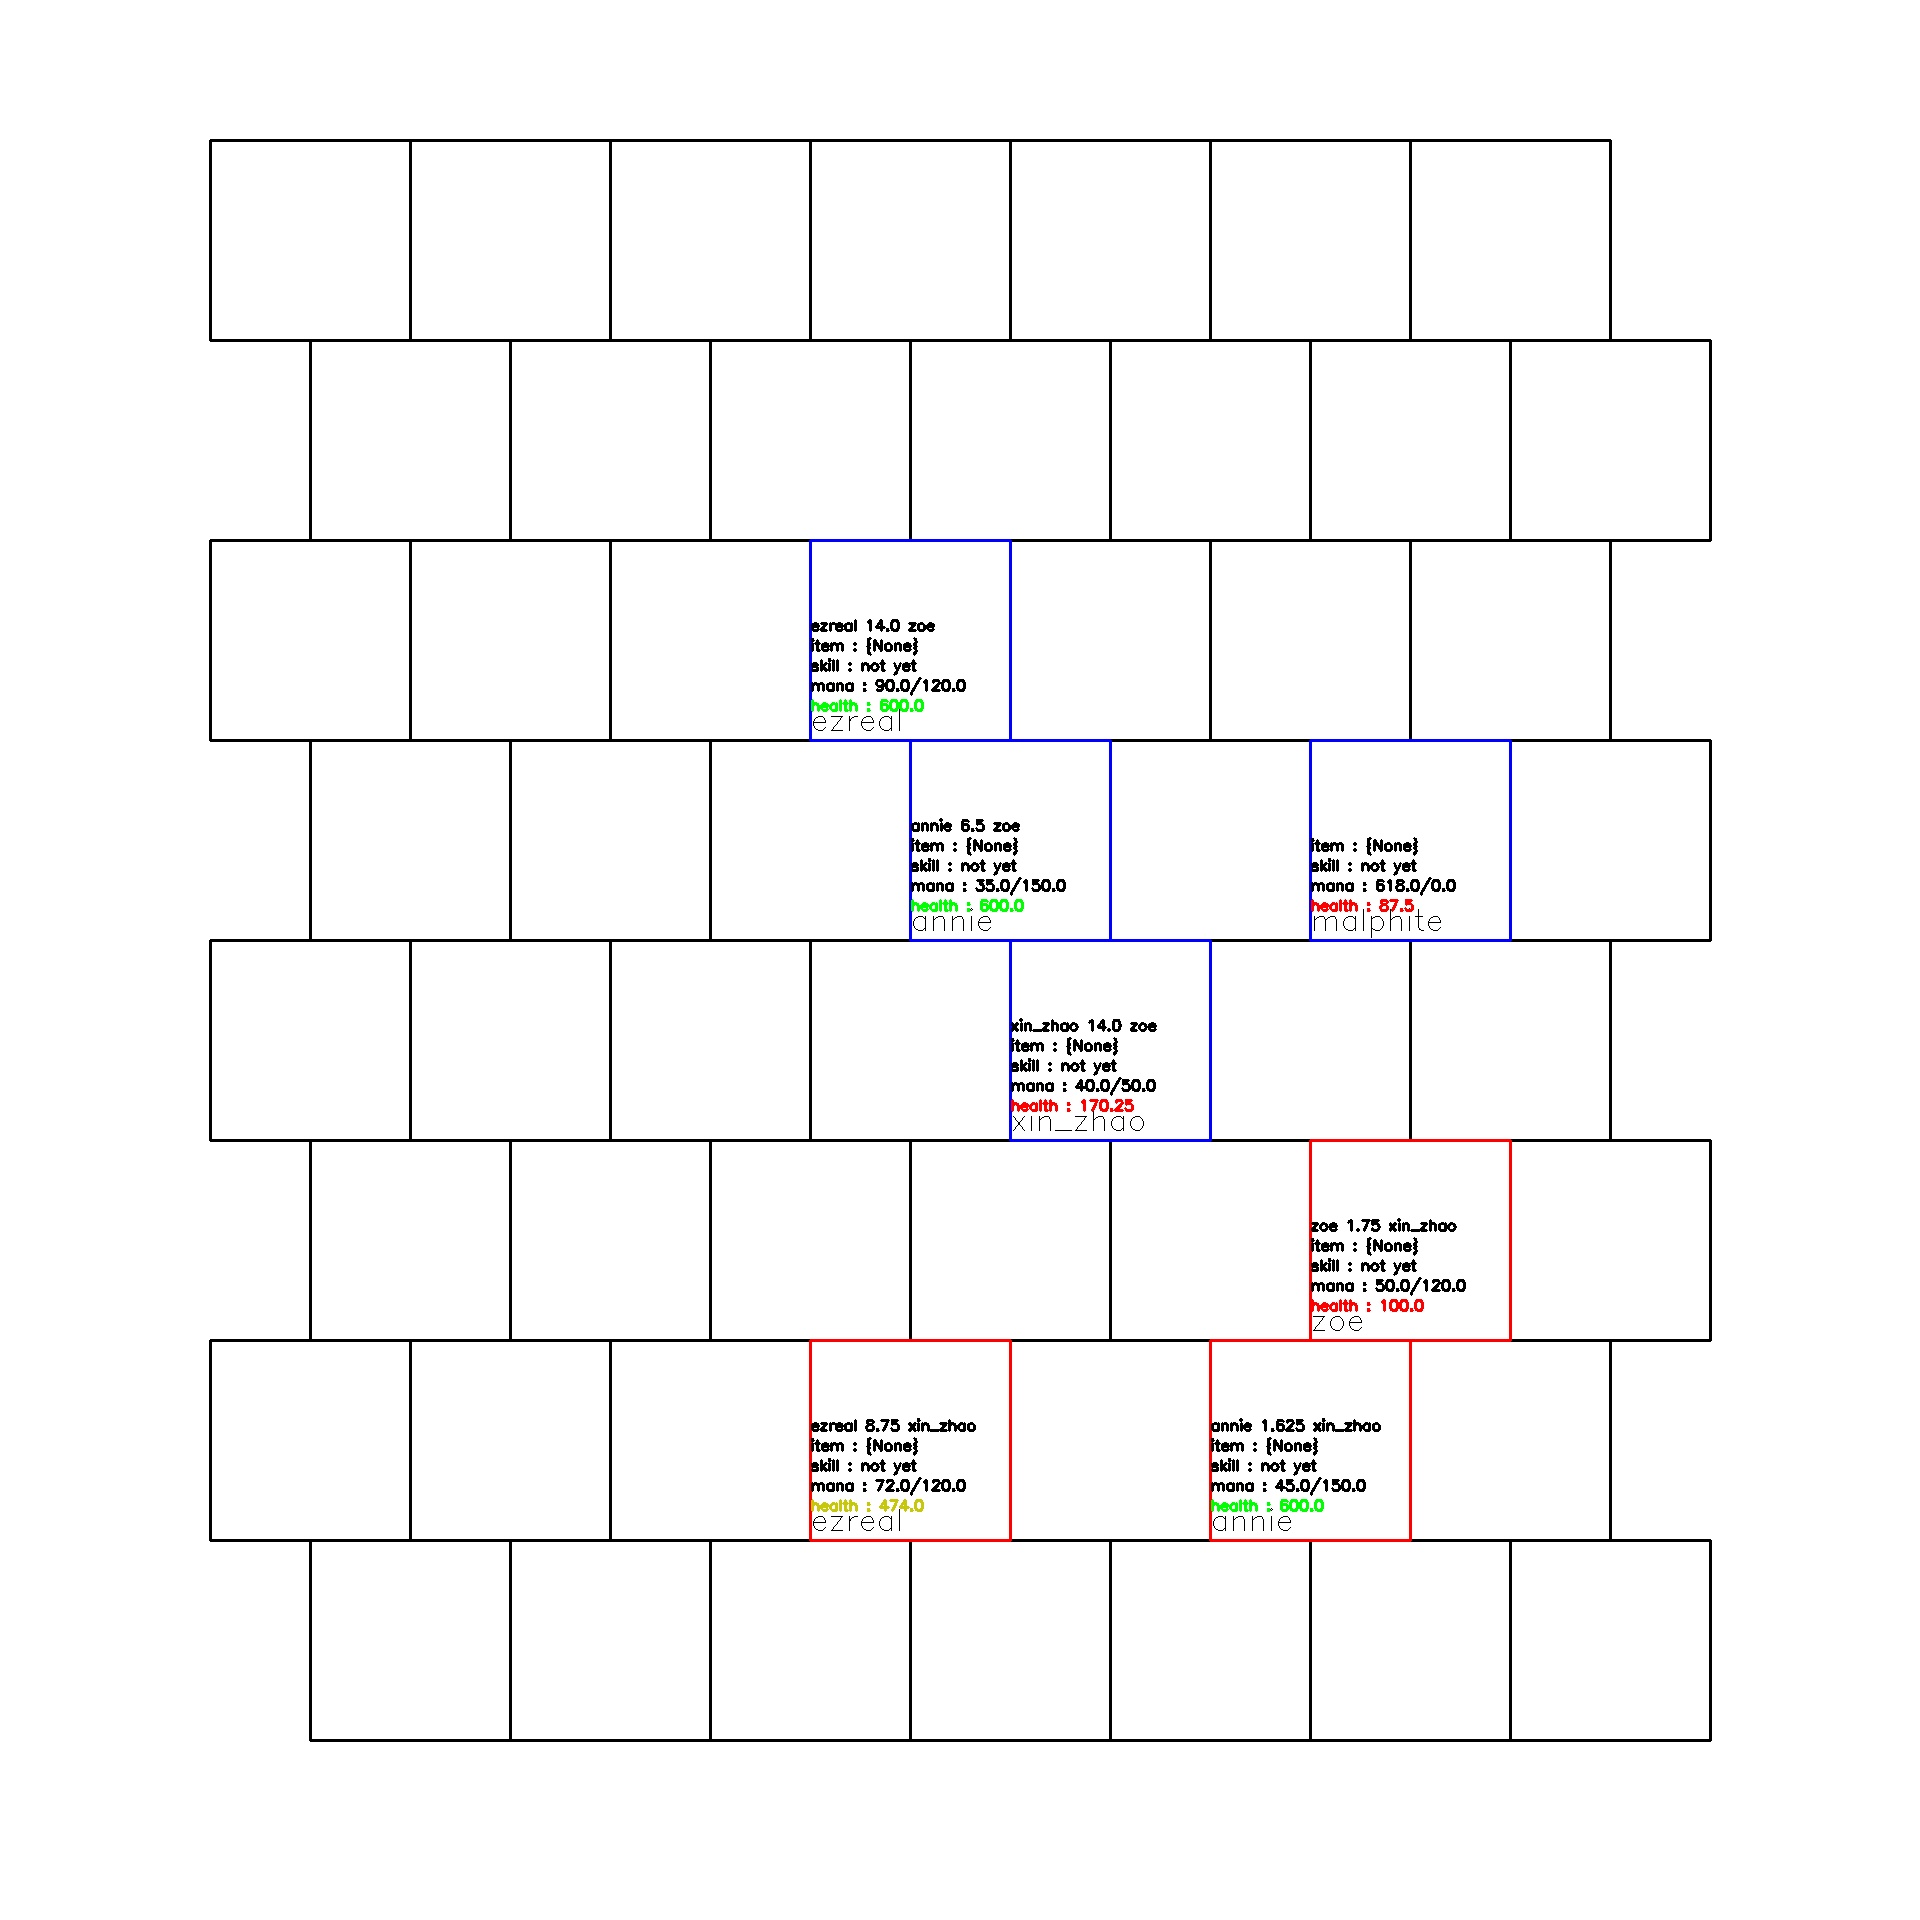 ezreal 14.0 zoe
item : {None}
skill : not yet
mana : 90.0/120.0
health : 600.0
ezreal
annie 6.5 zoe
item : {None}
skill : not yet
mana : 35.0/150.0
health : 600.0
annie
item : {None}
skill : not yet
mana : 618.0/0.0
health : 87.5
malphite
xin_zhao 14.0 zoe
item : {None}
skill : not yet
mana : 40.0/50.0
health : 170.25
xin_zhao
zoe 1.75 xin_zhao
item : {None}
skill : not yet
mana : 50.0/120.0
health : 100.0
zoe
ezreal 8.75 xin_zhao
item : {None}
skill : not yet
mana : 72.0/120.0
health : 474.0
ezreal
annie 1.625 xin_zhao
item : {None}
skill : not yet
mana : 45.0/150.0
health : 600.0
annie